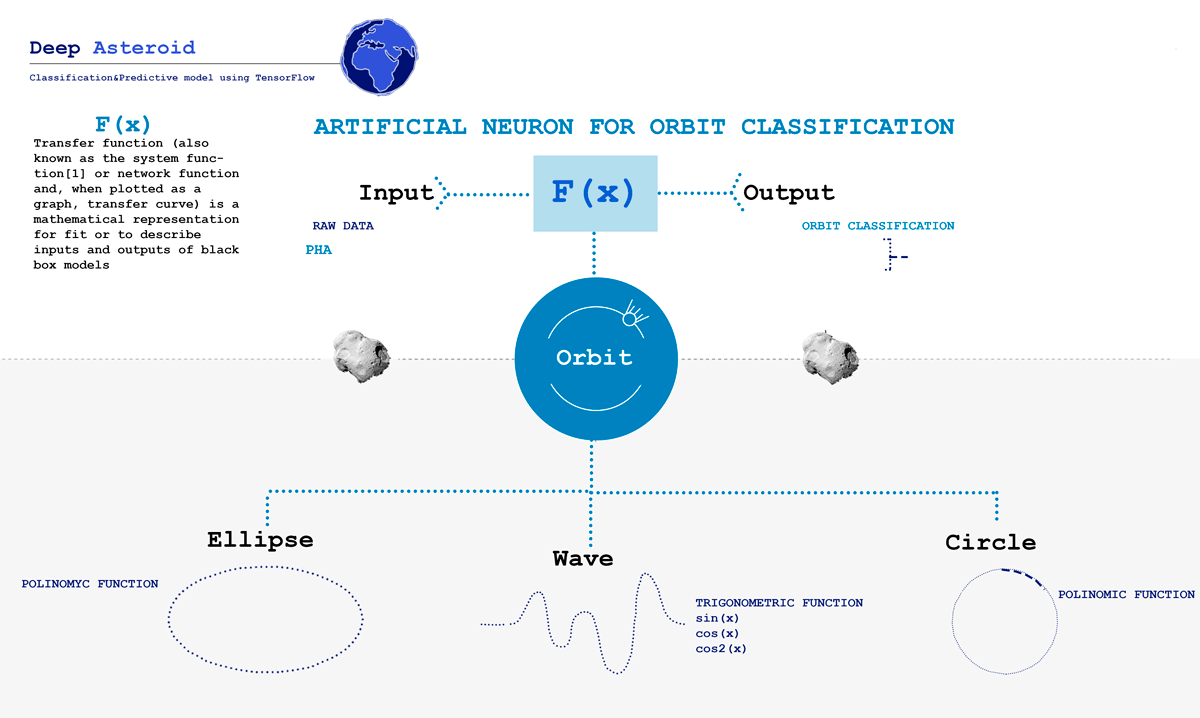 Deep Asteroid
Classification&Predictive model using TensorFlow
F(x)
Transfer function (also
known as the system func-
tion[1] or network function
and, when plotted as a
graph, transfer curve) is a
mathematical representation
for fit or to describe
inputs and outputs of black
box models
ARTIFICIAL NEURON FOR ORBIT CLASSIFICATION
Input
F(x)
Output
RAW DATA
PHA
ORBIT CLASSIFICATION
Orbit
Ellipse
POLINOMYC FUNCTION
Wave
TRIGONOMETRIC FUNCTION
sin(x)
cos(x)
cos2(x)
Circle
POLINOMIC FUNCTION